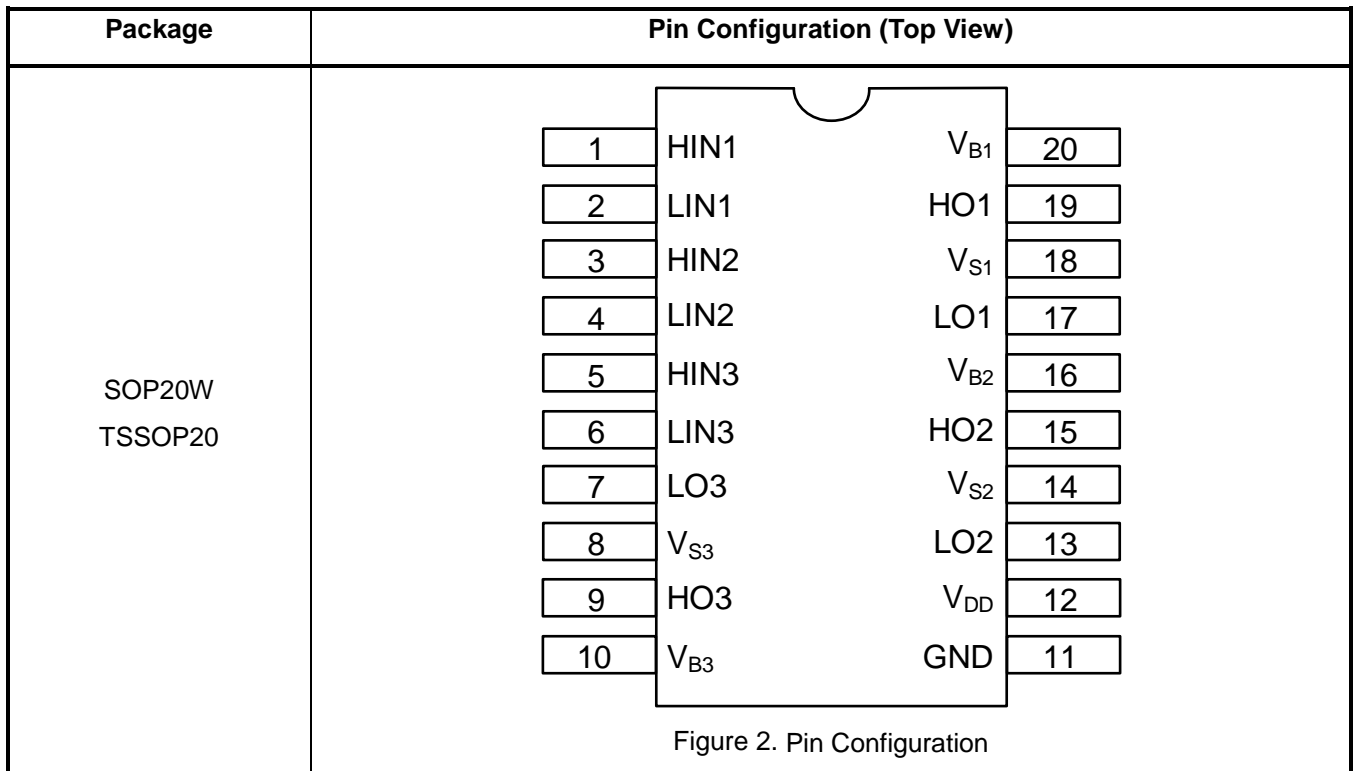 Package Pin Configuration (Top View)
SOP20W
TSSOP20
1 HIN1 VB1 20
2 LIN1 HO1 19
3 HIN2 VS1 18
4 LIN2 LO1 17
5 HIN3 VB2 16
6 LIN3 HO2 15
7 LO3 VS2 14
8 VS3 LO2 13
9 HO3 VDD 12
10 VB3 GND 11
Figure 2. Pin Configuration